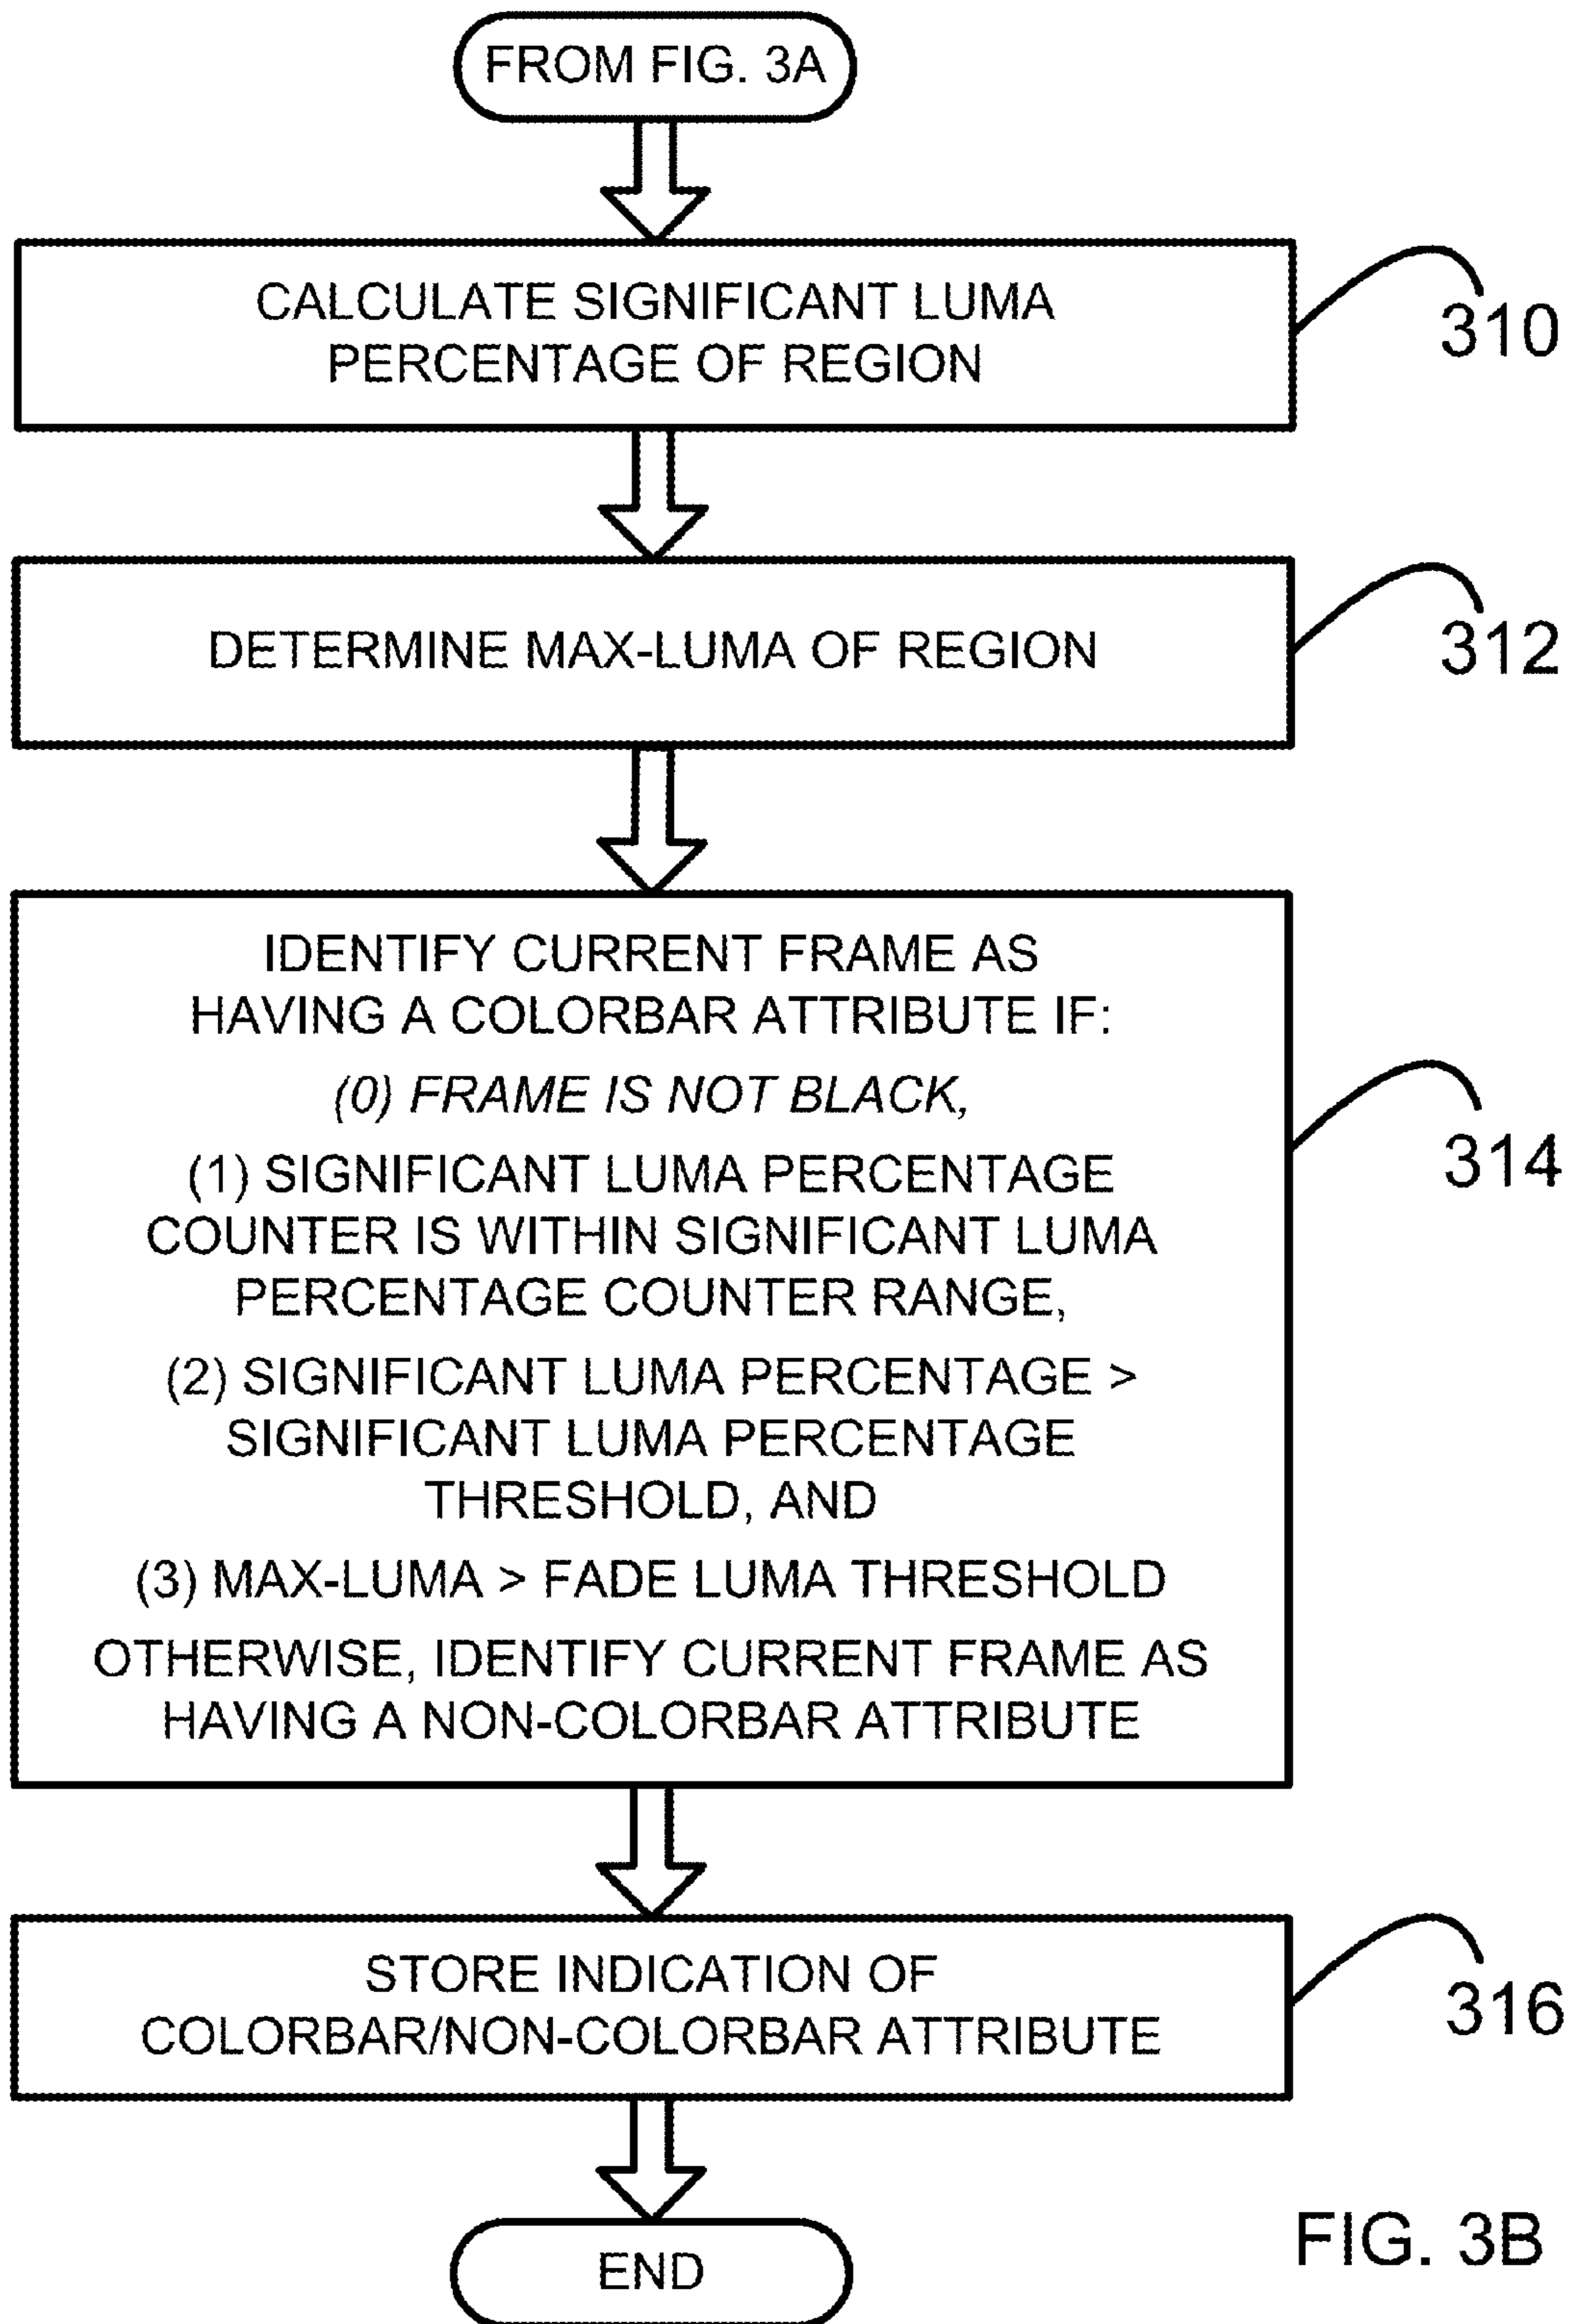 FROM FIG. 3A
CALCULATE SIGNIFICANT LUMA
PERCENTAGE OF REGION
310
DETERMINE MAX-LUMA OF REGION
312
IDENTIFY CURRENT FRAME AS
HAVING A COLORBAR ATTRIBUTE IF:
(0) FRAME IS NOT BLACK,
(1) SIGNIFICANT LUMA PERCENTAGE
COUNTER IS WITHIN SIGNIFICANT LUMA
PERCENTAGE COUNTER RANGE,
(2) SIGNIFICANT LUMA PERCENTAGE >
SIGNIFICANT LUMA PERCENTAGE
THRESHOLD, AND
(3) MAX-LUMA > FADE LUMA THRESHOLD
OTHERWISE, IDENTIFY CURRENT FRAME AS
HAVING A NON-COLORBAR ATTRIBUTE
314
STORE INDICATION OF
COLORBAR/NON-COLORBAR ATTRIBUTE
316
END
FIG. 3B